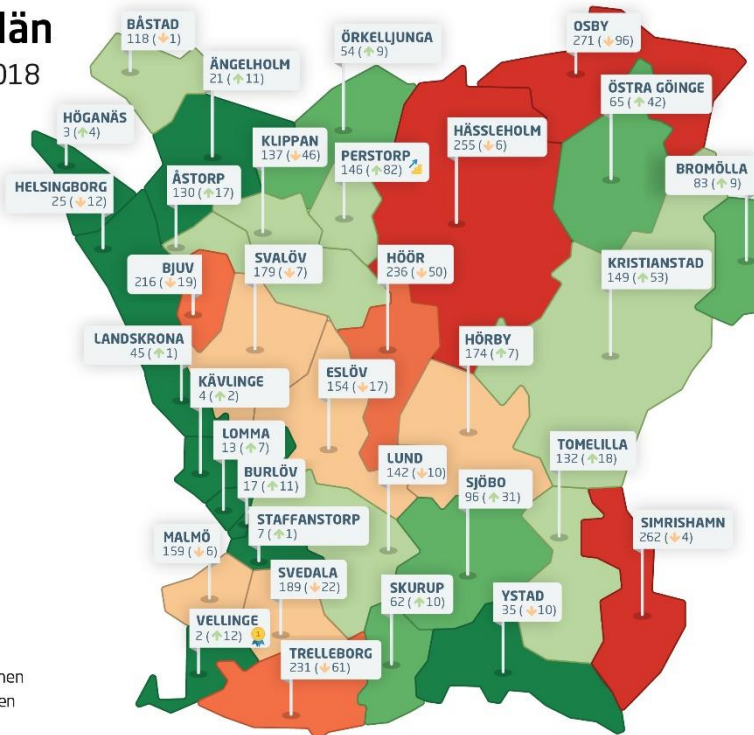 län
2018
BÅSTAD
118 (↓1)
ÖRKELLJUNGA
54 (↑9)
OSBY
271 (↓96)
ÄNGELHOLM
21 (↑11)
ÖSTRA GÖINGE
65 (↑42)
HÖGANÄS
3 (↑4)
KLIPPAN
137 (↓46)
PERSTORP
146 (↑82)
HÄSSLEHOLM
255 (↓6)
BROMÖLLA
83 (↑9)
HELSINGBORG
25 (↓12)
ÅSTORP
130 (↑17)
BJUV
216 (↓19)
SVALÖV
179 (↓7)
HÖÖR
236 (↓50)
KRISTIANSTAD
149 (↑53)
LANDSKRONA
45 (↑1)
HÖRBY
174 (↑7)
KÄVLINGE
4 (↑2)
ESLÖV
154 (↓17)
LOMMA
13 (↑7)
BURLÖV
17 (↑11)
LUND
142 (↓10)
TOMELILLA
132 (↑18)
SJÖBO
96 (↑31)
STAFFANSTORP
7 (↑1)
SIMRISHAMN
262 (↓4)
MALMÖ
159 (↓6)
SVEDALA
189 (↓22)
SKURUP
62 (↑10)
YSTAD
35 (↓10)
VELLINGE
2 (↑12) 1
TRELLEBORG
231 (↓61)
nen
en